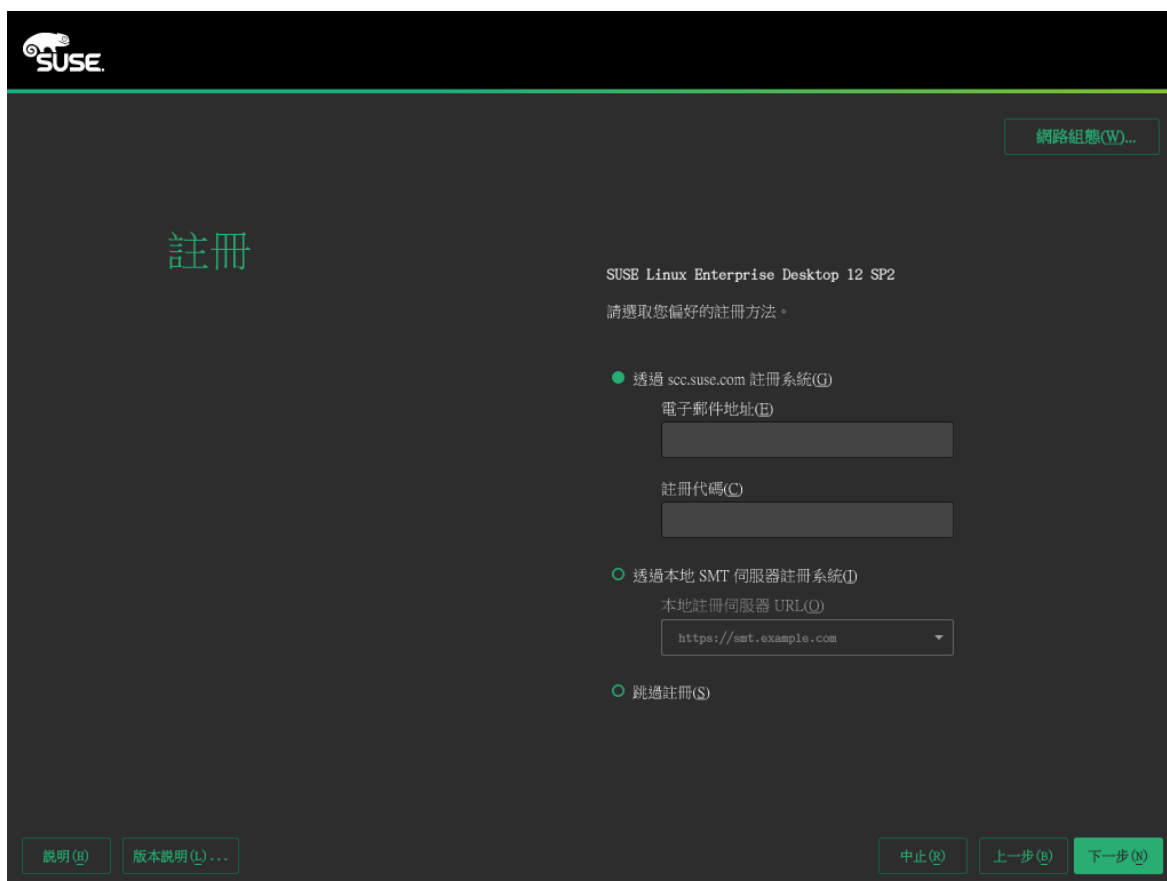 SUSE.
網路組態(W)...
註冊
SUSE Linux Enterprise Desktop 12 SP2
請選取您偏好的註冊方法。
透過 scc.suse.com 註冊系統(G)
電子郵件地址(E)
註冊代碼(C)
透過本地 SMT 伺服器註冊系統(I)
本地註冊伺服器 URL(O)
https://smt.example.com
跳過註冊(S)
說明(H) 版本說明(L)... 中止(R) 上一步(B) 下一步(N)